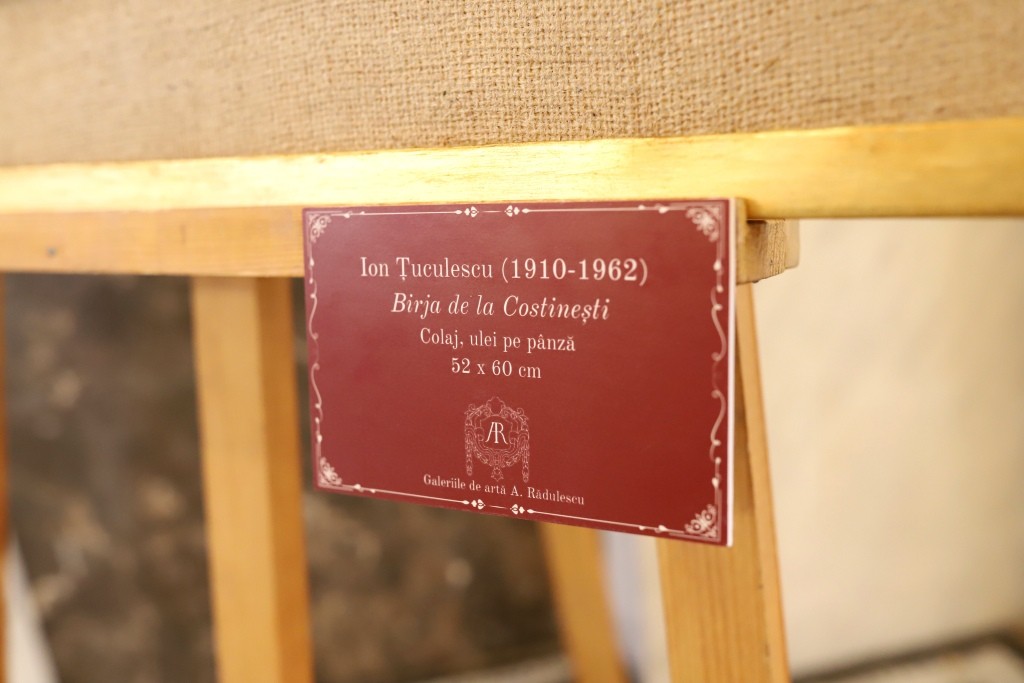 Ion Țuculescu (1910-1962)
Birja de la Costinești
Colaj, ulei pe pânză
52 x 60 cm
AR
Galeriile de artă A. Rădulescu